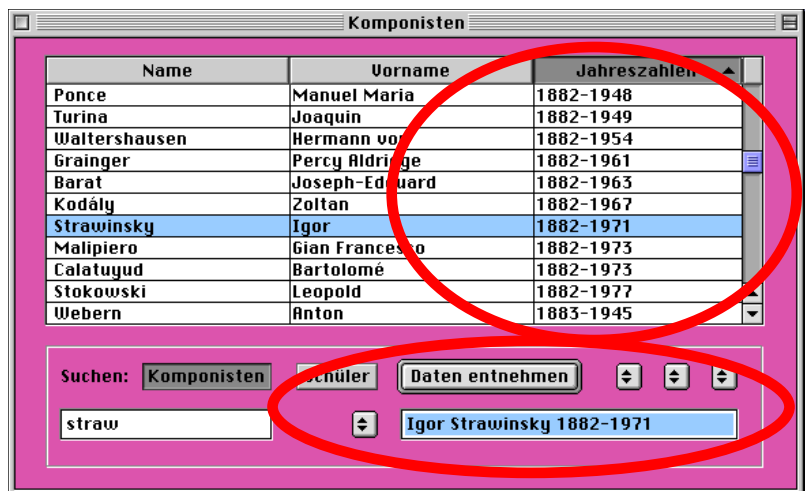 Komponisten
Name Vorname Jahreszahlen
Ponce Manuel Maria 1882-1948
Turina Joaquin 1882-1949
Waltershausen Hermann von 1882-1954
Grainger Percy Aldridge 1882-1961
Barat Joseph-Edouard 1882-1963
Kodály Zoltan 1882-1967
Strawinsky Igor 1882-1971
Malipiero Gian Francesco 1882-1973
Calatuyud Bartolomé 1882-1973
Stokowski Leopold 1882-1977
Webern Anton 1883-1945
Suchen: Komponisten Schüler Daten entnehmen
straw Igor Strawinsky 1882-1971